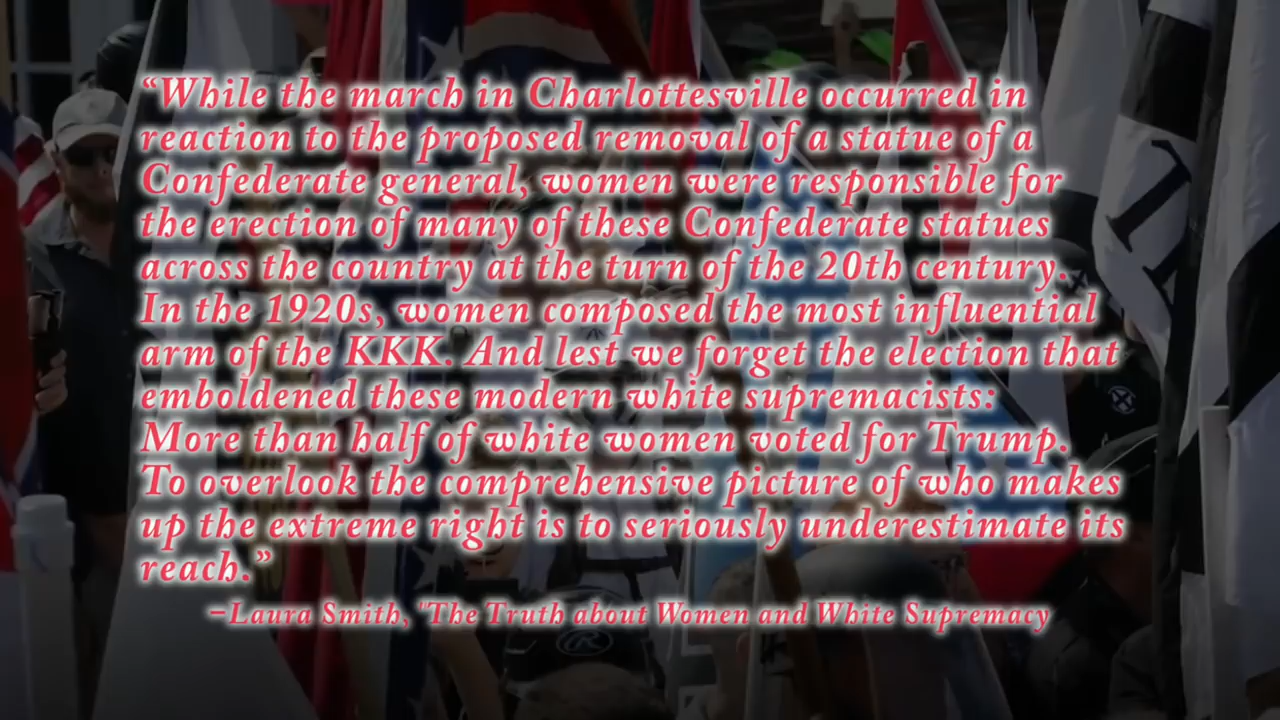 “While the march in Charlottesville occurred in
reaction to the proposed removal of a statue of a
Confederate general, women were responsible for
the erection of many of these Confederate statues
across the country at the turn of the 20th century.
In the 1920s, women composed the most influential
arm of the KKK. And lest we forget the election that
emboldened these modern white supremacists:
More than half of white women voted for Trump.
To overlook the comprehensive picture of who makes
up the extreme right is to seriously underestimate its
reach.”
–Laura Smith, "The Truth about Women and White Supremacy